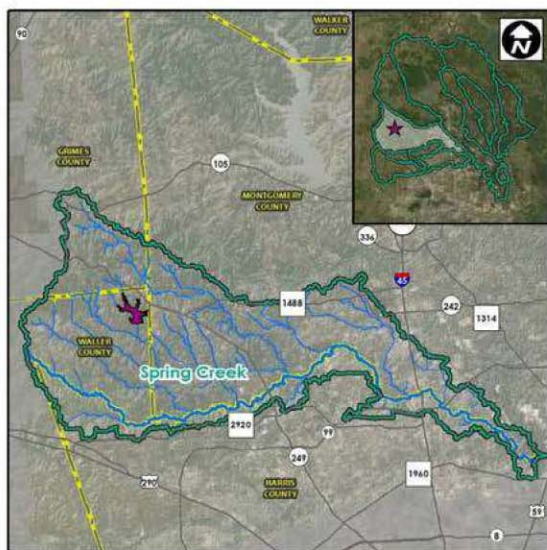 90
WALKER
COUNTY
N
GRIMES
COUNTY
105
MONTGOMERY
COUNTY
336
45
1488
242
1314
WALLER
COUNTY
Spring Creek
2920
99
249
1960
290
HARRIS
COUNTY
59
8